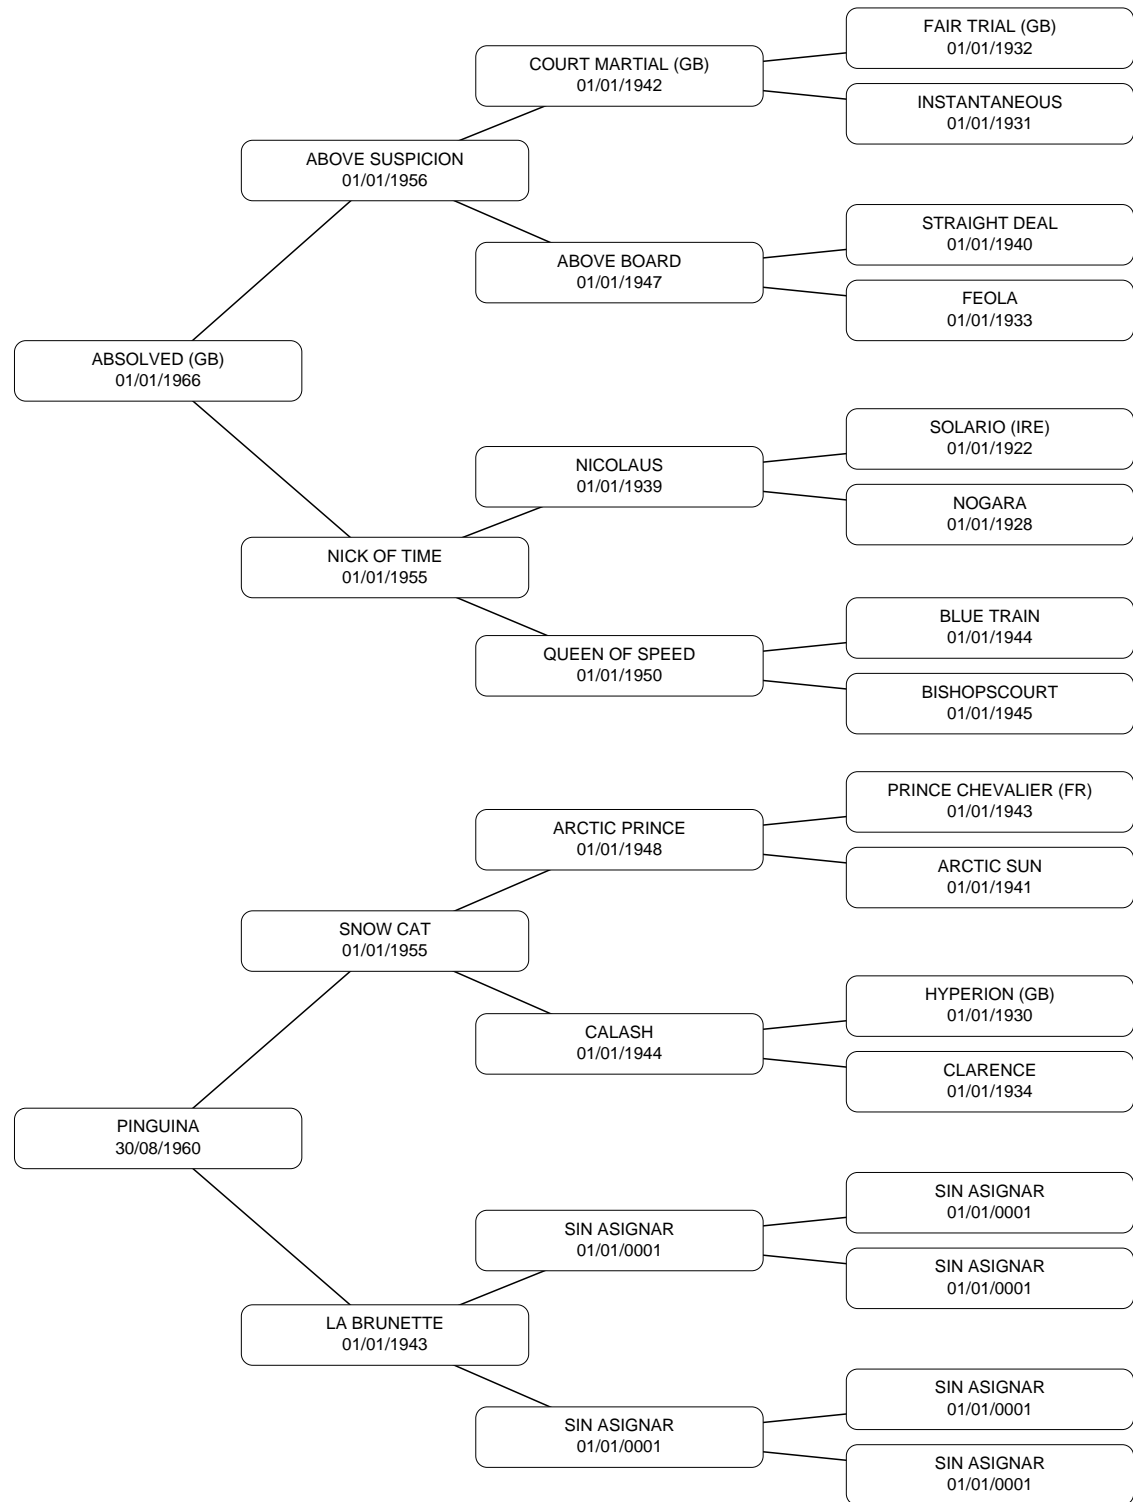 FAIR TRIAL (GB)
01/01/1932
COURT MARTIAL (GB)
01/01/1942
INSTANTANEOUS
01/01/1931
ABOVE SUSPICION
01/01/1956
STRAIGHT DEAL
01/01/1940
ABOVE BOARD
01/01/1947
FEOLA
01/01/1933
ABSOLVED (GB)
01/01/1966
SOLARIO (IRE)
01/01/1922
NICOLAUS
01/01/1939
NOGARA
01/01/1928
NICK OF TIME
01/01/1955
BLUE TRAIN
01/01/1944
QUEEN OF SPEED
01/01/1950
BISHOPSCOURT
01/01/1945
PRINCE CHEVALIER (FR)
01/01/1943
ARCTIC PRINCE
01/01/1948
ARCTIC SUN
01/01/1941
SNOW CAT
01/01/1955
HYPERION (GB)
01/01/1930
CALASH
01/01/1944
CLARENCE
01/01/1934
PINGUINA
30/08/1960
SIN ASIGNAR
01/01/0001
SIN ASIGNAR
01/01/0001
SIN ASIGNAR
01/01/0001
LA BRUNETTE
01/01/1943
SIN ASIGNAR
01/01/0001
SIN ASIGNAR
01/01/0001
SIN ASIGNAR
01/01/0001